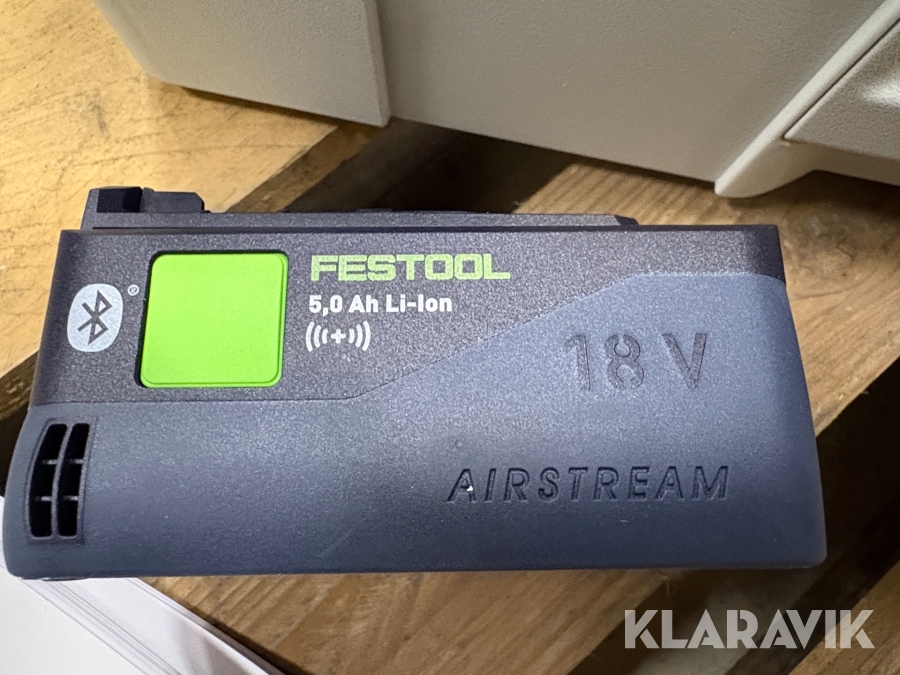 FESTOOL
5,0 Ah Li-Ion
18 V
AIRSTREAM
®
KLARAVIK